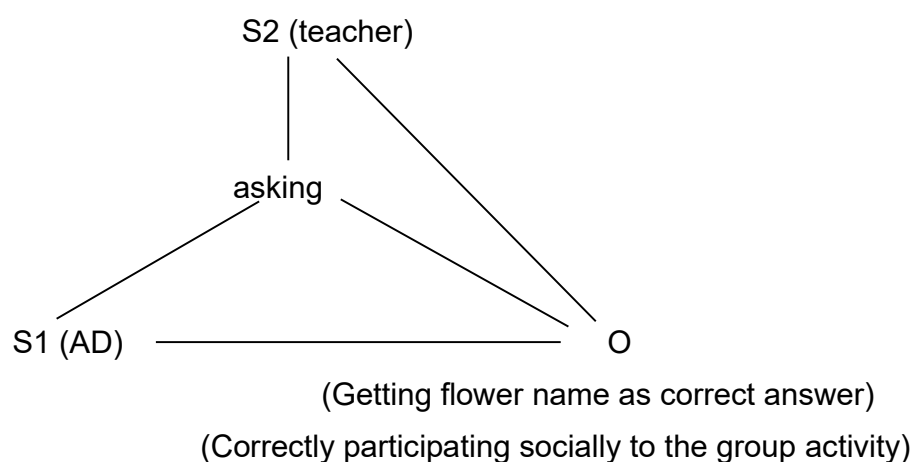 S2 (teacher)
asking
S1 (AD)
O
(Getting flower name as correct answer)
(Correctly participating socially to the group activity)